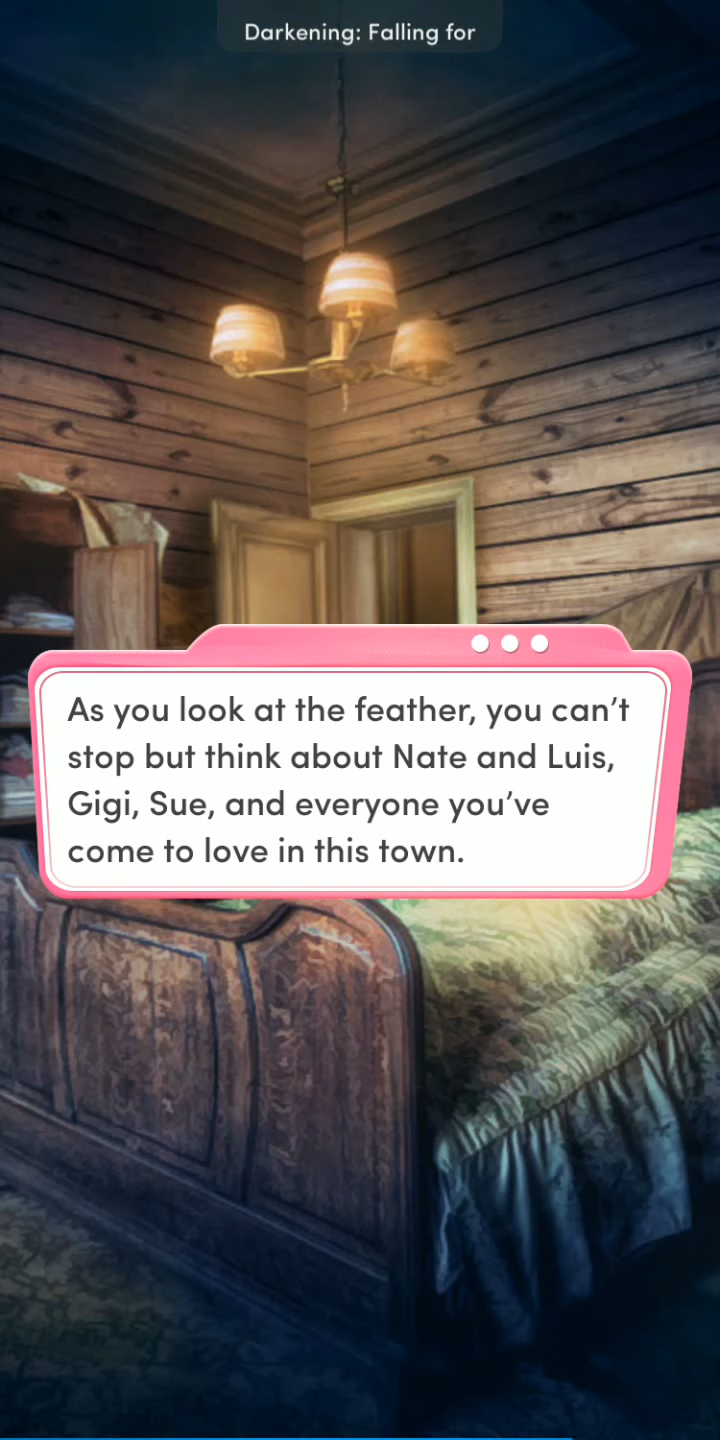 Darkening: Falling for
As you look at the feather, you can’t
stop but think about Nate and Luis,
Gigi, Sue, and everyone you’ve
come to love in this town.